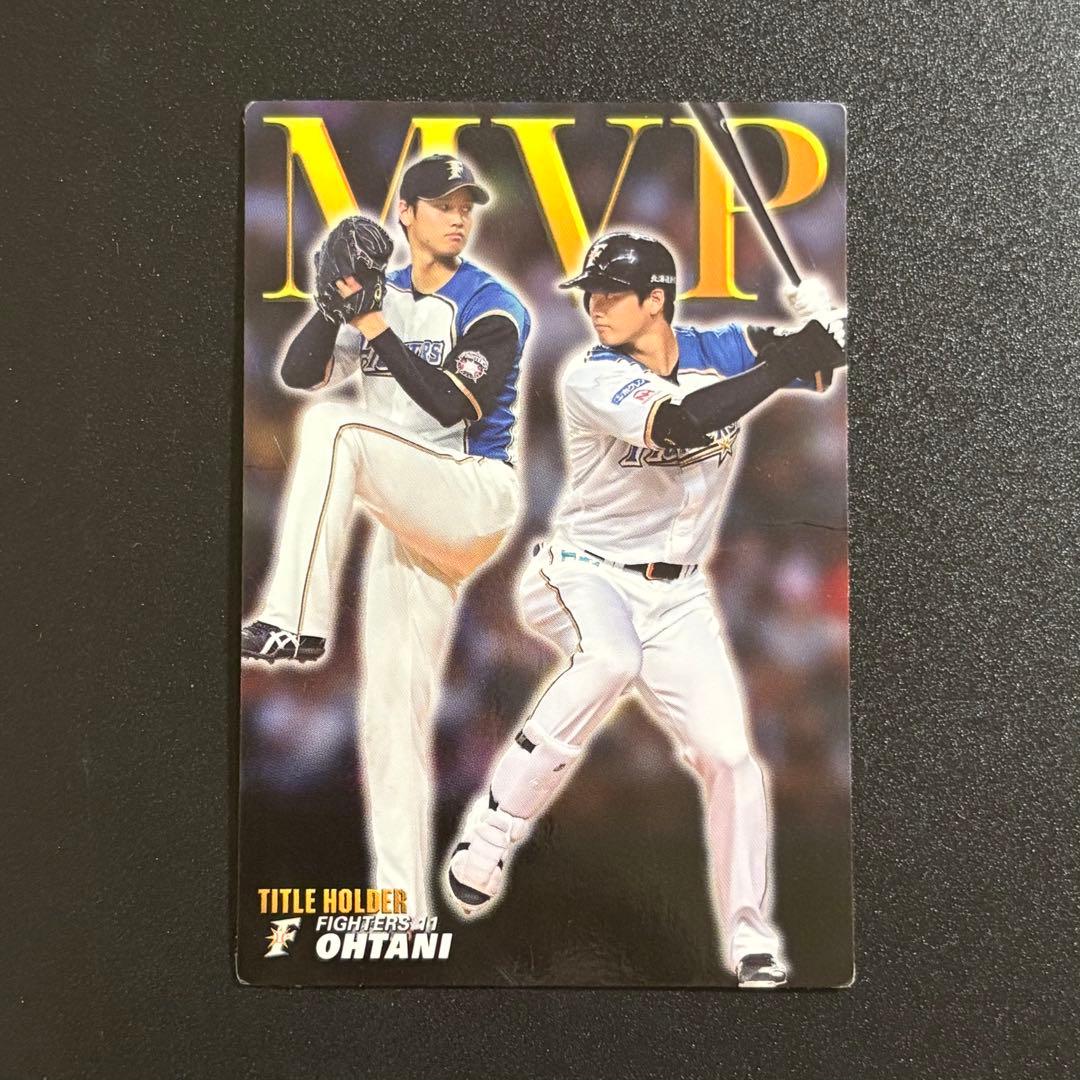 MVP
TITLE HOLDER
FIGHTERS 11
OHTANI